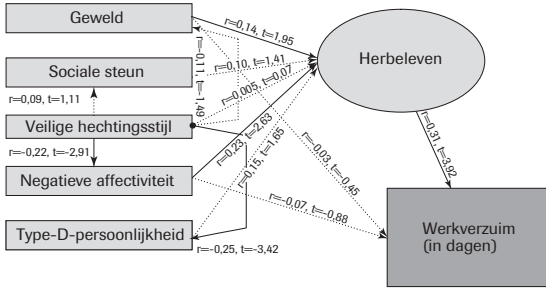 Geweld
r=0,14, t=1,95
Herbeleven
r=-0,11, t=-1,49
r=0,10, t=1,41
Sociale steun
r=0,005, t=0,07
r=0,09, t=1,11
Veilige hechtingsstijl
r=-0,22, t=-2,91
r=0,23, t=2,63
r=0,15, t=1,65
r=0,31, t=3,92
r=-0,03, t=-0,45
Negatieve affectiviteit
r=-0,07, t=-0,88
Type-D-persoonlijkheid
r=-0,25, t=-3,42
Werkverzuim
(in dagen)